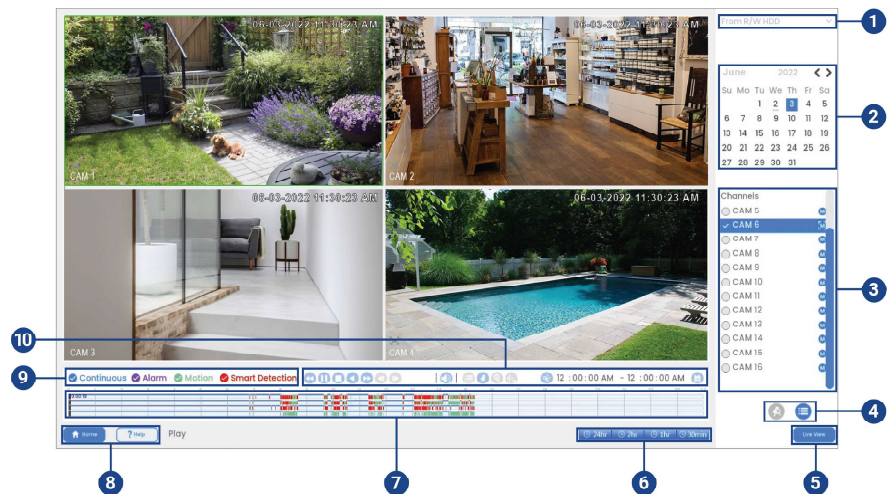 06-03-2022 11:30:23 AM
06-03-2022 11:30:23 AM
CAM 1
CAM 2
06-03-2022 11:30:23 AM
06-03-2022 11:30:23 AM
CAM 3
CAM 4
From R/W HDD
1
June 2022
Su Mo Tu We Th Fr Sa
1 2 3 4 5
6 7 8 9 10 11 12
13 14 15 16 17 18 19
20 21 22 23 24 25 26
27 28 29 30 31
2
Channels
CAM 5 M
CAM 6 M
CAM 7 M
CAM 8 M
CAM 9 M
CAM 10 M
CAM 11 M
CAM 12 M
CAM 13 M
CAM 14 M
CAM 15 M
CAM 16 M
3
4
10
9
Continuous Alarm Motion Smart Detection
12 :00:00 AM - 12 :00:00 AM
Home
? Help
Play
24hr 2hr 1hr 30min
Live View
8
7
6
5